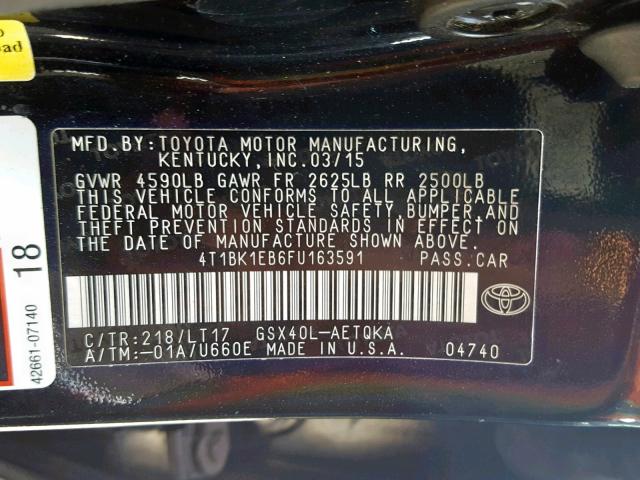 oad
18
42661-07140
MFD.BY:TOYOTA MOTOR MANUFACTURING,
KENTUCKY, INC.03/15
GVWR 4590LB GAWR FR 2625LB RR 2500LB
THIS VEHICLE CONFORMS TO ALL APPLICABLE
FEDERAL MOTOR VEHICLE SAFETY,BUMPER,AND
THEFT PREVENTION STANDARDS IN EFFECT ON
THE DATE OF MANUFACTURE SHOWN ABOVE.
4T1BK1EB6FU163591 PASS.CAR
C/TR:218/LT17 GSX40L-AETQKA
A/TM:-01A/U660E MADE IN U.S.A. 04740